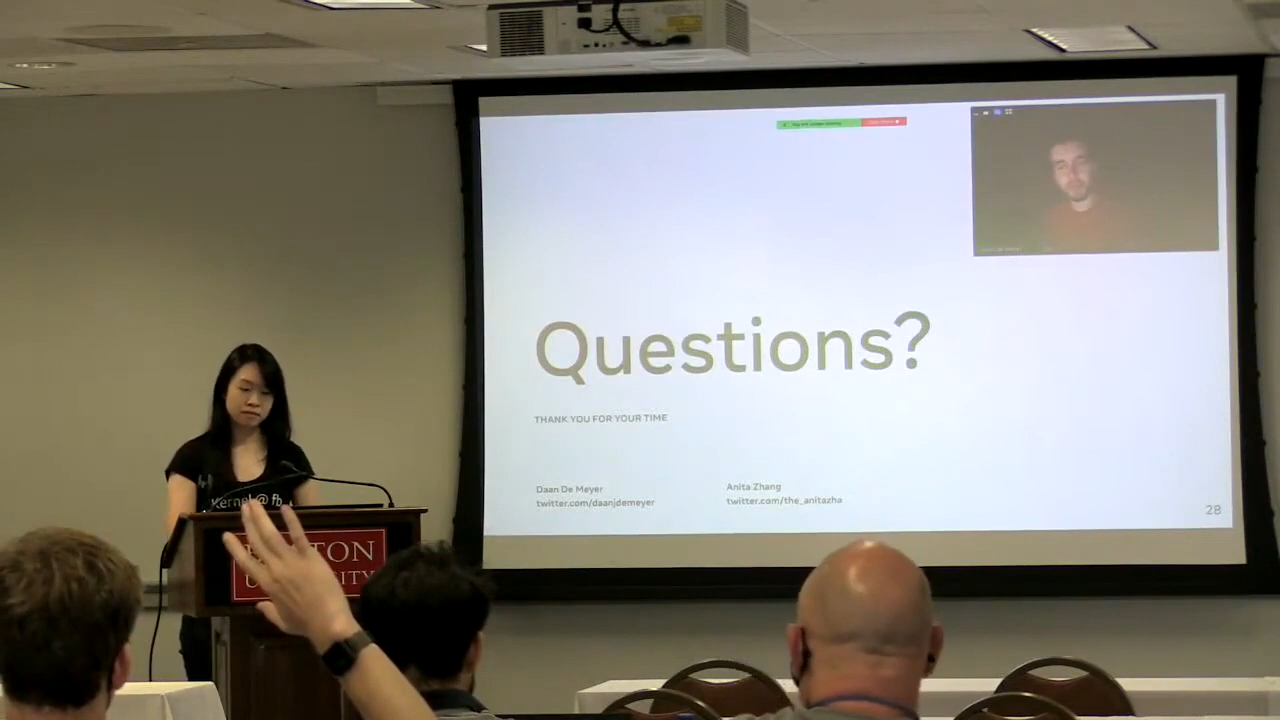 Questions?
THANK YOU FOR YOUR TIME
Daan De Meyer
twitter.com/daanjdemeyer
Anita Zhang
twitter.com/the_anitazha
28
kernel@fb